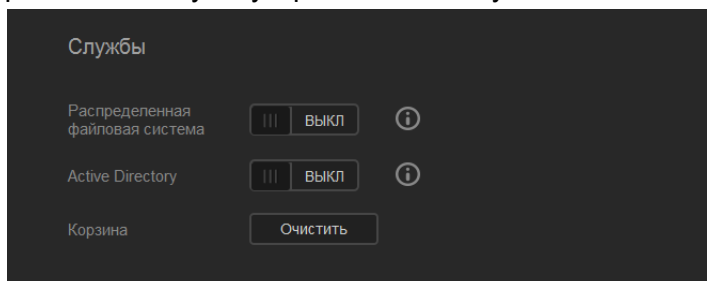 Службы
Распределенная
файловая система
ВЫКЛ
Active Directory
ВЫКЛ
Корзина
Очистить